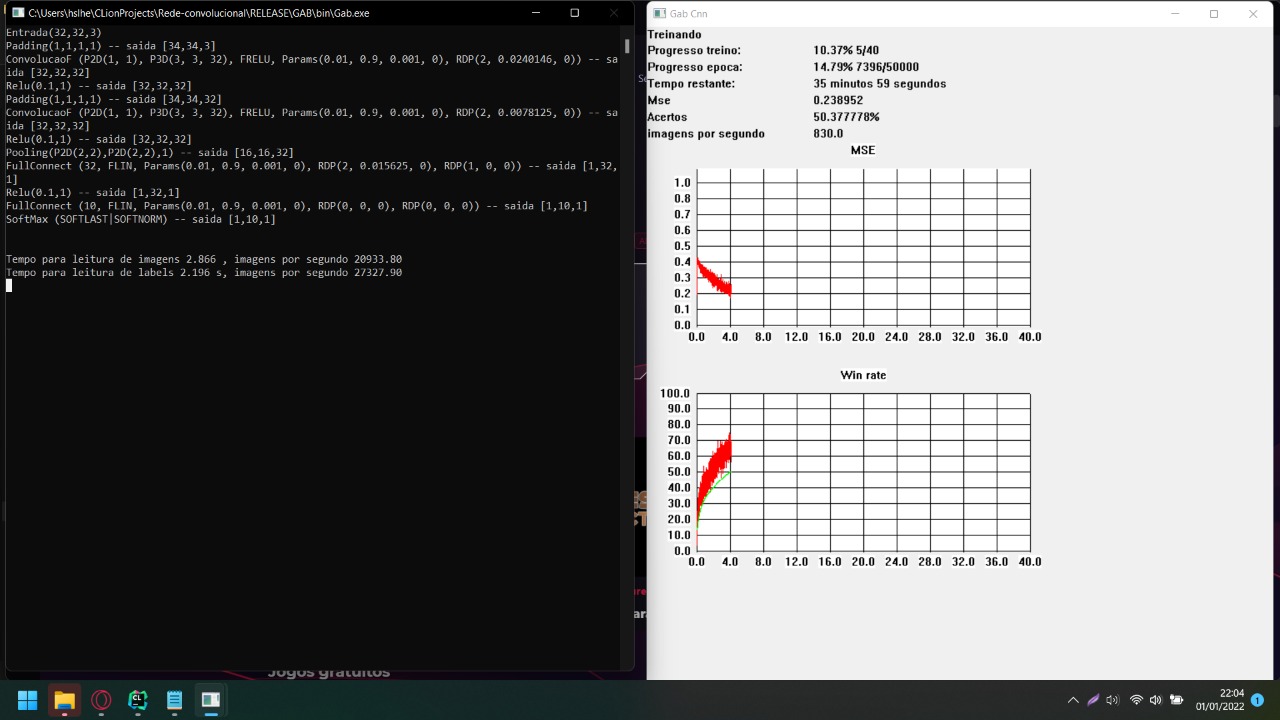 C:\Users\hslhe\CLionProjects\Rede-convolucional\RELEASE\GAB\bin\Gab.exe
Entrada(32,32,3)
Padding(1,1,1,1) -- saida [34,34,3]
ConvolucaoF (P2D(1, 1), P3D(3, 3, 32), FRELU, Params(0.01, 0.9, 0.001, 0), RDP(2, 0.0240146, 0)) -- sa
ida [32,32,32]
Relu(0.1,1) -- saida [32,32,32]
Padding(1,1,1,1) -- saida [34,34,32]
ConvolucaoF (P2D(1, 1), P3D(3, 3, 32), FRELU, Params(0.01, 0.9, 0.001, 0), RDP(2, 0.0078125, 0)) -- sa
ida [32,32,32]
Relu(0.1,1) -- saida [32,32,32]
Pooling(P2D(2,2),P2D(2,2),1) -- saida [16,16,32]
FullConnect (32, FLIN, Params(0.01, 0.9, 0.001, 0), RDP(2, 0.015625, 0), RDP(1, 0, 0)) -- saida [1,32,
1]
Relu(0.1,1) -- saida [1,32,1]
FullConnect (10, FLIN, Params(0.01, 0.9, 0.001, 0), RDP(0, 0, 0), RDP(0, 0, 0)) -- saida [1,10,1]
SoftMax (SOFTLAST|SOFTNORM) -- saida [1,10,1]
Tempo para leitura de imagens 2.866 , imagens por segundo 20933.80
Tempo para leitura de labels 2.196 s, imagens por segundo 27327.90
Jogos gratuitos
Gab Cnn
Treinando
Progresso treino: 10.37% 5/40
Progresso epoca: 14.79% 7396/50000
Tempo restante: 35 minutos 59 segundos
Mse 0.238952
Acertos 50.377778%
imagens por segundo 830.0
MSE
1.0
0.8
0.7
0.6
0.5
0.4
0.3
0.2
0.1
0.0
0.0 4.0 8.0 12.0 16.0 20.0 24.0 28.0 32.0 36.0 40.0
Win rate
100.0
90.0
80.0
70.0
60.0
50.0
40.0
30.0
20.0
10.0
0.0
0.0 4.0 8.0 12.0 16.0 20.0 24.0 28.0 32.0 36.0 40.0
CL
22:04
01/01/2022
1